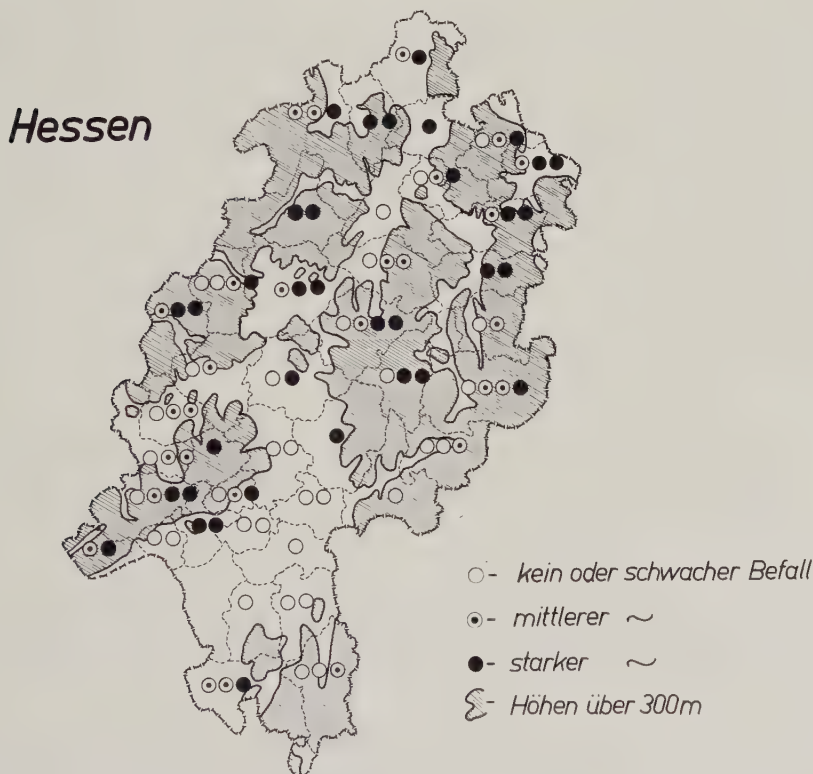 Hessen
○ - kein oder schwacher Befall
⊙ - mittlerer ~
● - starker ~
Höhen über 300m